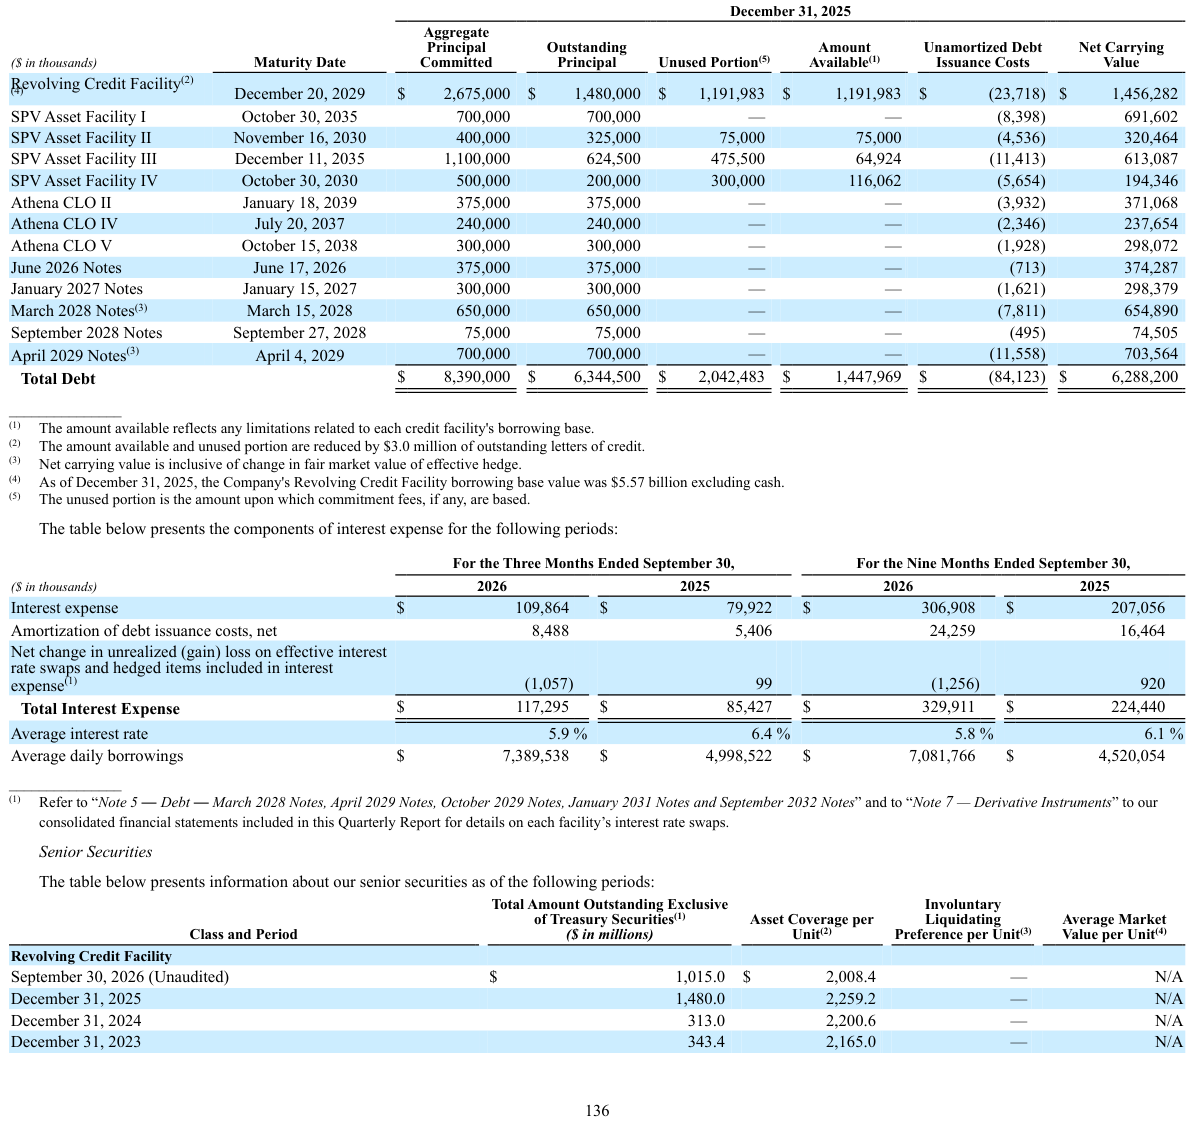 December 31, 2025
($ in thousands) Maturity Date Aggregate Principal Committed Outstanding Principal Unused Portion(5) Amount Available(1) Unamortized Debt Issuance Costs Net Carrying Value
Revolving Credit Facility(2)(4) December 20, 2029 $ 2,675,000 $ 1,480,000 $ 1,191,983 $ 1,191,983 $ (23,718) $ 1,456,282
SPV Asset Facility I October 30, 2035 700,000 700,000 — — (8,398) 691,602
SPV Asset Facility II November 16, 2030 400,000 325,000 75,000 75,000 (4,536) 320,464
SPV Asset Facility III December 11, 2035 1,100,000 624,500 475,500 64,924 (11,413) 613,087
SPV Asset Facility IV October 30, 2030 500,000 200,000 300,000 116,062 (5,654) 194,346
Athena CLO II January 18, 2039 375,000 375,000 — — (3,932) 371,068
Athena CLO IV July 20, 2037 240,000 240,000 — — (2,346) 237,654
Athena CLO V October 15, 2038 300,000 300,000 — — (1,928) 298,072
June 2026 Notes June 17, 2026 375,000 375,000 — — (713) 374,287
January 2027 Notes January 15, 2027 300,000 300,000 — — (1,621) 298,379
March 2028 Notes(3) March 15, 2028 650,000 650,000 — — (7,811) 654,890
September 2028 Notes September 27, 2028 75,000 75,000 — — (495) 74,505
April 2029 Notes(3) April 4, 2029 700,000 700,000 — — (11,558) 703,564
Total Debt $ 8,390,000 $ 6,344,500 $ 2,042,483 $ 1,447,969 $ (84,123) $ 6,288,200
(1) The amount available reflects any limitations related to each credit facility's borrowing base.
(2) The amount available and unused portion are reduced by $3.0 million of outstanding letters of credit.
(3) Net carrying value is inclusive of change in fair market value of effective hedge.
(4) As of December 31, 2025, the Company's Revolving Credit Facility borrowing base value was $5.57 billion excluding cash.
(5) The unused portion is the amount upon which commitment fees, if any, are based.
The table below presents the components of interest expense for the following periods:
For the Three Months Ended September 30, For the Nine Months Ended September 30,
($ in thousands) 2026 2025 2026 2025
Interest expense $ 109,864 $ 79,922 $ 306,908 $ 207,056
Amortization of debt issuance costs, net 8,488 5,406 24,259 16,464
Net change in unrealized (gain) loss on effective interest
rate swaps and hedged items included in interest
expense(1) (1,057) 99 (1,256) 920
Total Interest Expense $ 117,295 $ 85,427 $ 329,911 $ 224,440
Average interest rate 5.9 % 6.4 % 5.8 % 6.1 %
Average daily borrowings $ 7,389,538 $ 4,998,522 $ 7,081,766 $ 4,520,054
(1) Refer to “Note 5 — Debt — March 2028 Notes, April 2029 Notes, October 2029 Notes, January 2031 Notes and September 2032 Notes” and to “Note 7 — Derivative Instruments” to our
consolidated financial statements included in this Quarterly Report for details on each facility’s interest rate swaps.
Senior Securities
The table below presents information about our senior securities as of the following periods:
Class and Period Total Amount Outstanding Exclusive of Treasury Securities(1) ($ in millions) Asset Coverage per Unit(2) Involuntary Liquidating Preference per Unit(3) Average Market Value per Unit(4)
Revolving Credit Facility
September 30, 2026 (Unaudited) $ 1,015.0 $ 2,008.4 — N/A
December 31, 2025 1,480.0 2,259.2 — N/A
December 31, 2024 313.0 2,200.6 — N/A
December 31, 2023 343.4 2,165.0 — N/A
136